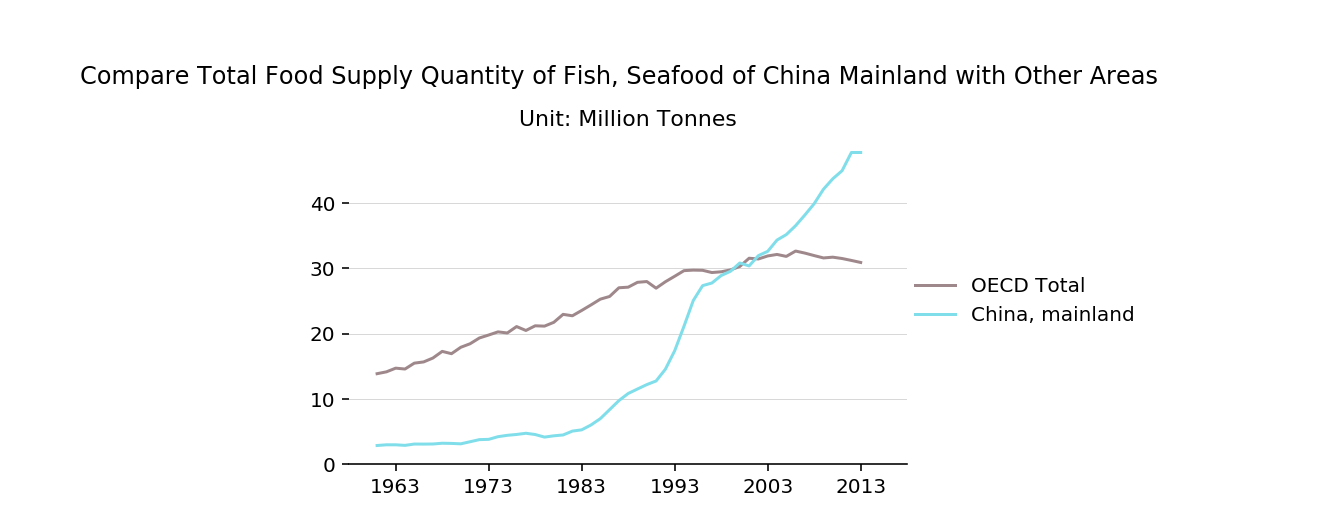 Compare Total Food Supply Quantity of Fish, Seafood of China Mainland with Other Areas
Unit: Million Tonnes
40
30
20
10
0
1963 1973 1983 1993 2003 2013
OECD Total
China, mainland